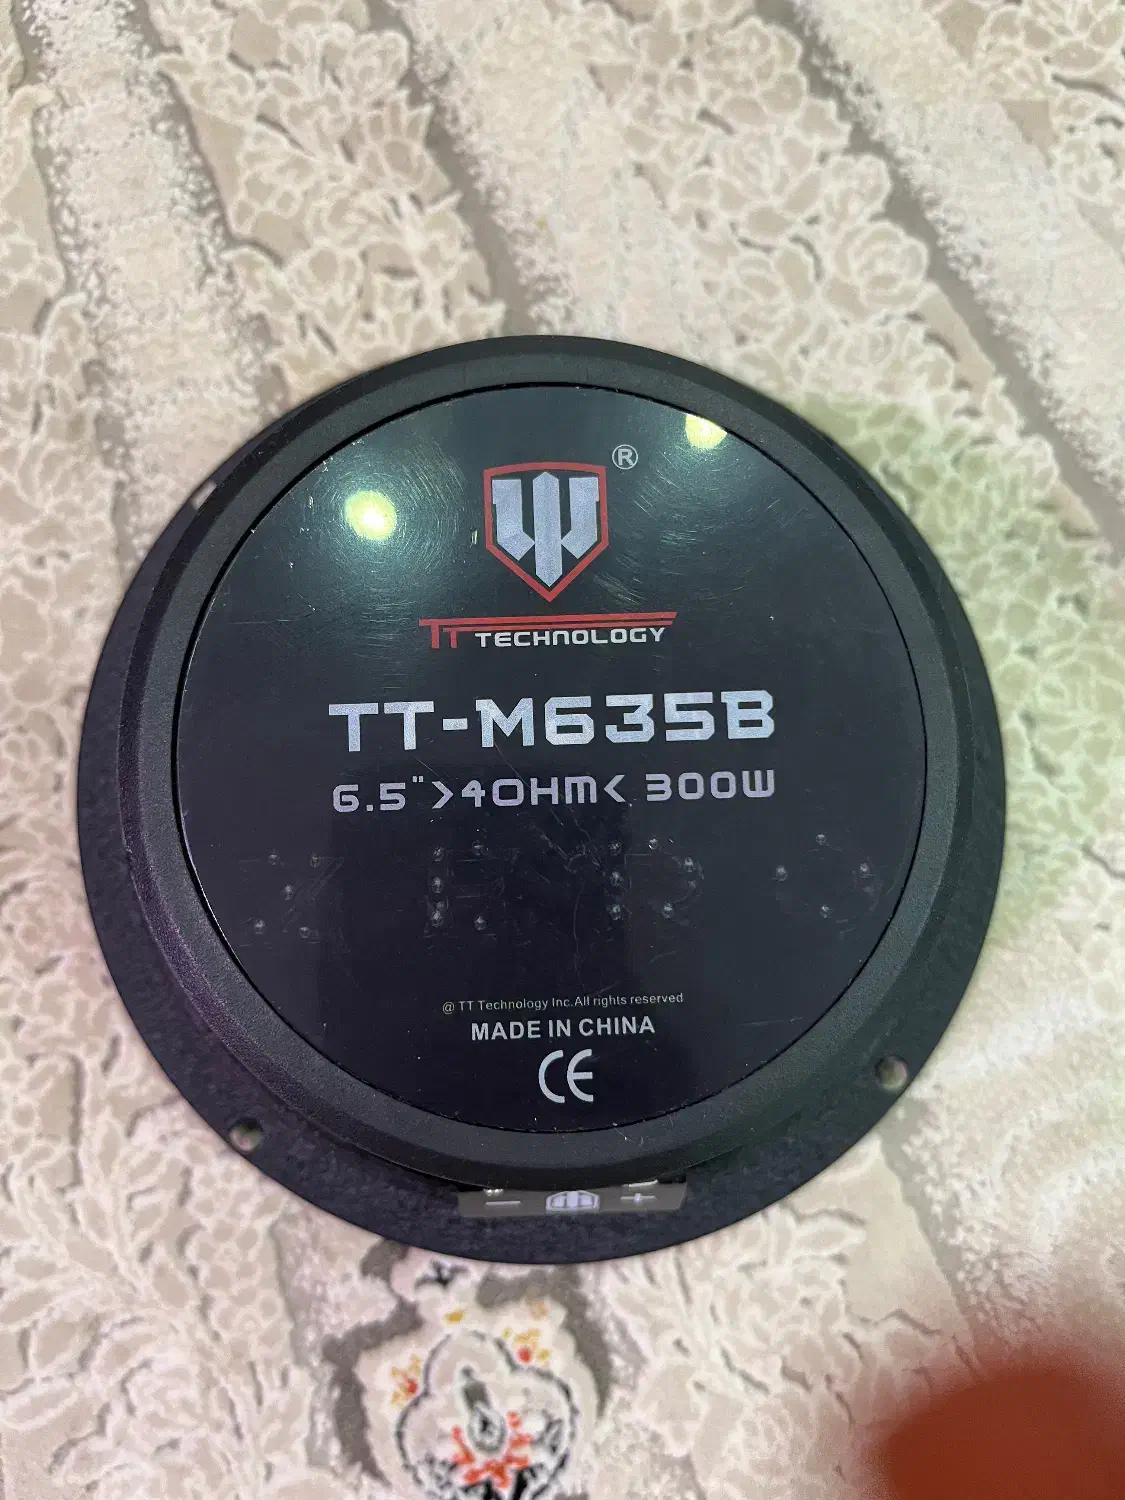 ®
TT TECHNOLOGY
TT-M635B
6.5" >4OHM< 300W
@ TT Technology Inc. All rights reserved
MADE IN CHINA
CE
- +